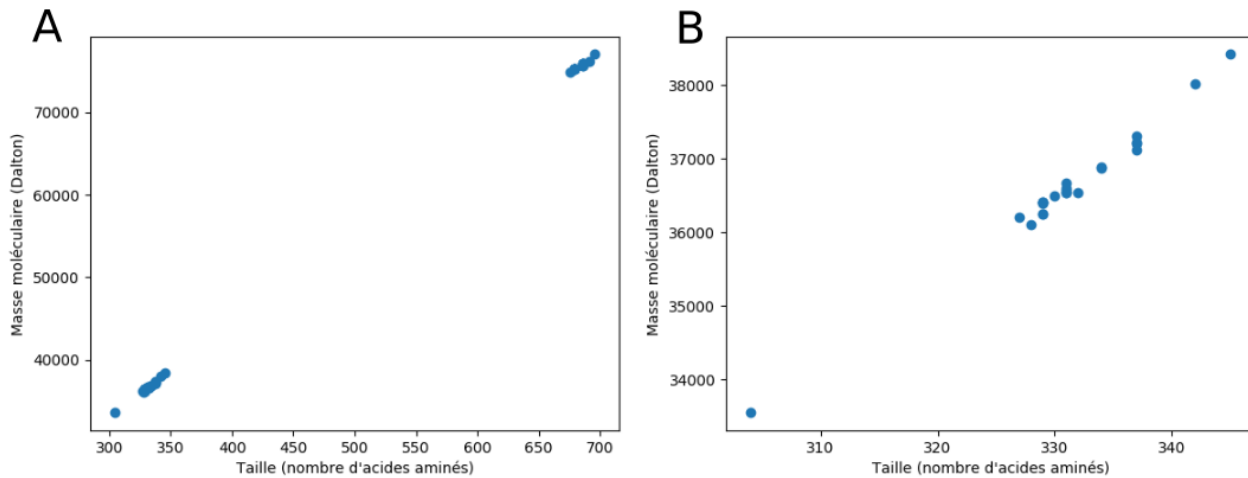 A
70000
60000
50000
40000
Masse moléculaire (Dalton)
300 350 400 450 500 550 600 650 700
Taille (nombre d'acides aminés)
B
38000
37000
36000
35000
34000
Masse moléculaire (Dalton)
310 320 330 340
Taille (nombre d'acides aminés)